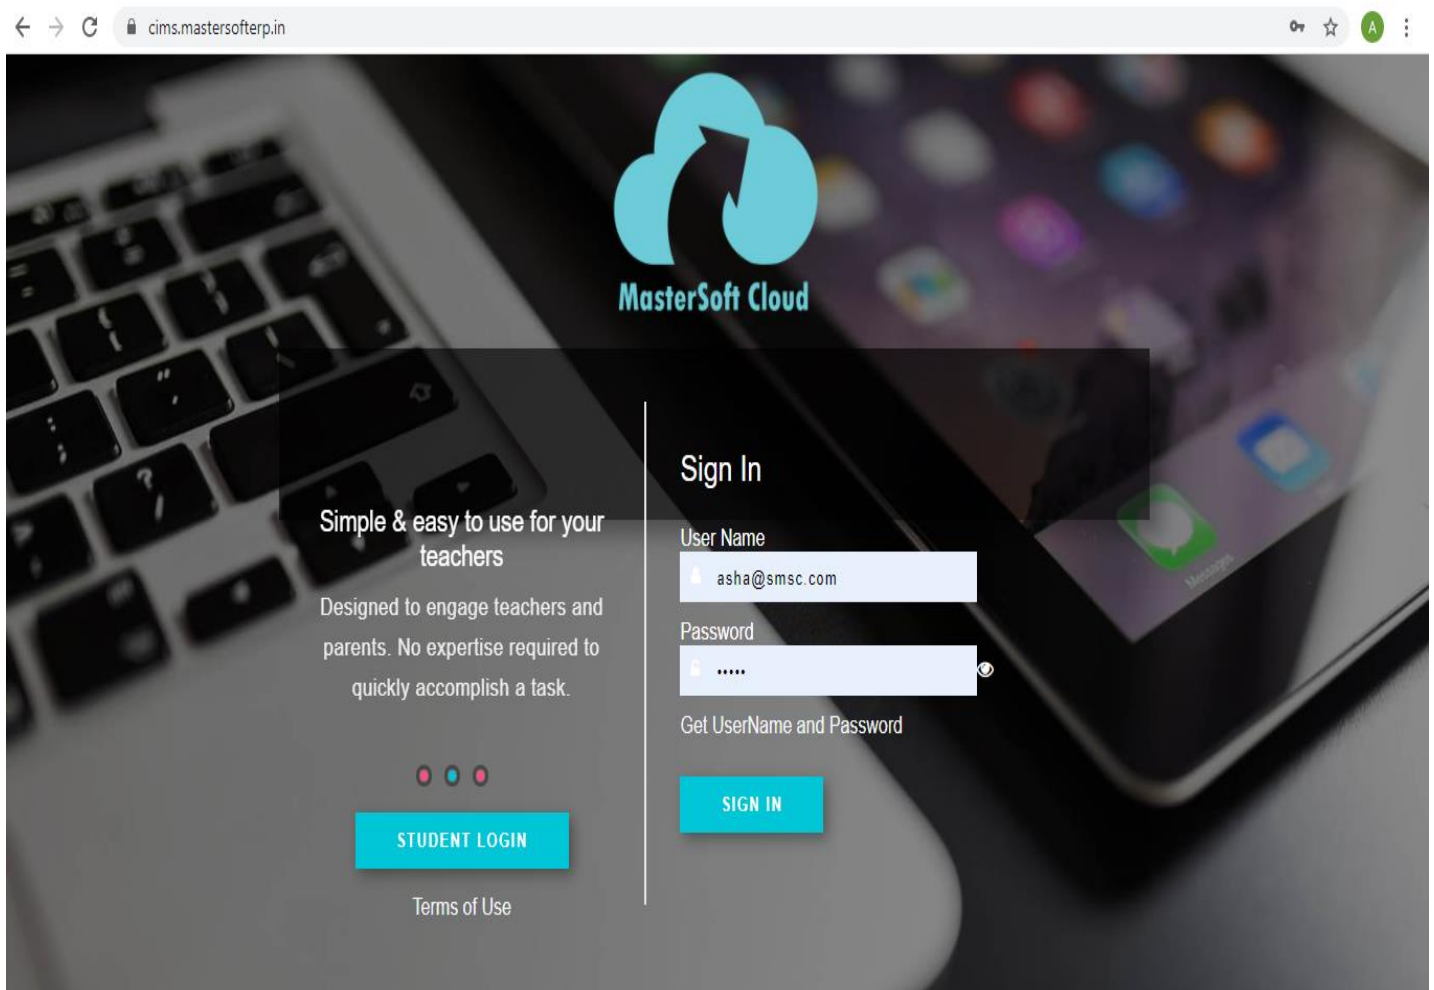 cims.mastersofterp.in
A
MasterSoft Cloud
Simple & easy to use for your
teachers
Designed to engage teachers and
parents. No expertise required to
quickly accomplish a task.
STUDENT LOGIN
Terms of Use
Sign In
User Name
asha@smsc.com
Password
•••••
Get UserName and Password
SIGN IN
Messages